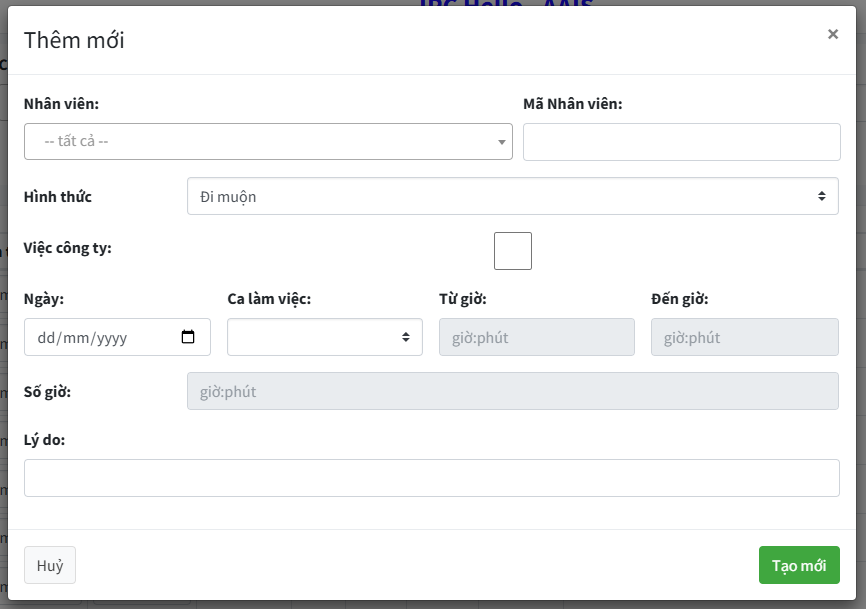 Thêm mới ×
Nhân viên: Mã Nhân viên:
-- tất cả --
Hình thức Đi muộn
Việc công ty:
Ngày: Ca làm việc: Từ giờ: Đến giờ:
dd/mm/yyyy giờ:phút giờ:phút
Số giờ: giờ:phút
Lý do:
Huỷ Tạo mới